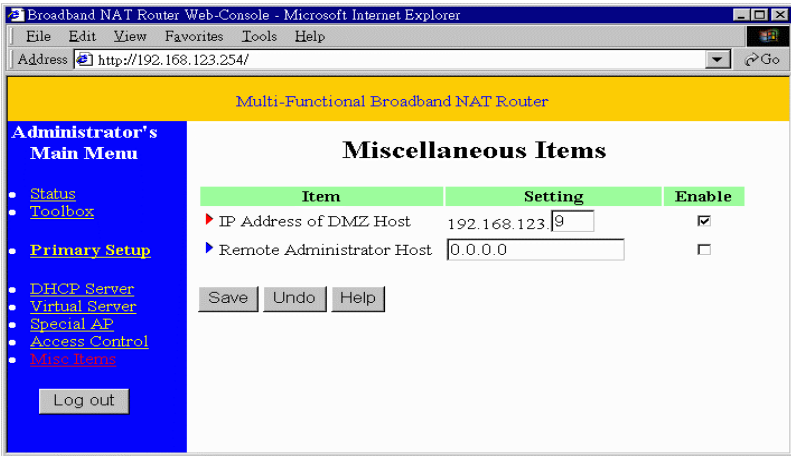 Broadband NAT Router Web-Console - Microsoft Internet Explorer
File Edit View Favorites Tools Help
Address http://192.168.123.254/ Go
Multi-Functional Broadband NAT Router
Administrator's
Main Menu
Status
Toolbox
Primary Setup
DHCP Server
Virtual Server
Special AP
Access Control
Misc Items
Log out
Miscellaneous Items
Item Setting Enable
IP Address of DMZ Host 192.168.123.9
Remote Administrator Host 0.0.0.0
Save Undo Help